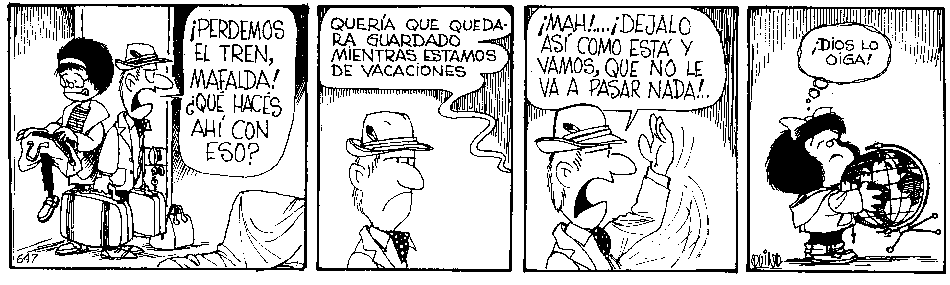 ¡PERDEMOS
EL TREN,
MAFALDA!
¿QUÉ HACÉS
AHÍ CON
ESO?
647
QUERÍA QUE QUEDA-
RA GUARDADO
MIENTRAS ESTAMOS
DE VACACIONES
¡MAH!....¡DEJALO
ASÍ COMO ESTÁ Y
VAMOS, QUE NO LE
VA A PASAR NADA!.
¡DIOS LO
OIGA!
QUINO